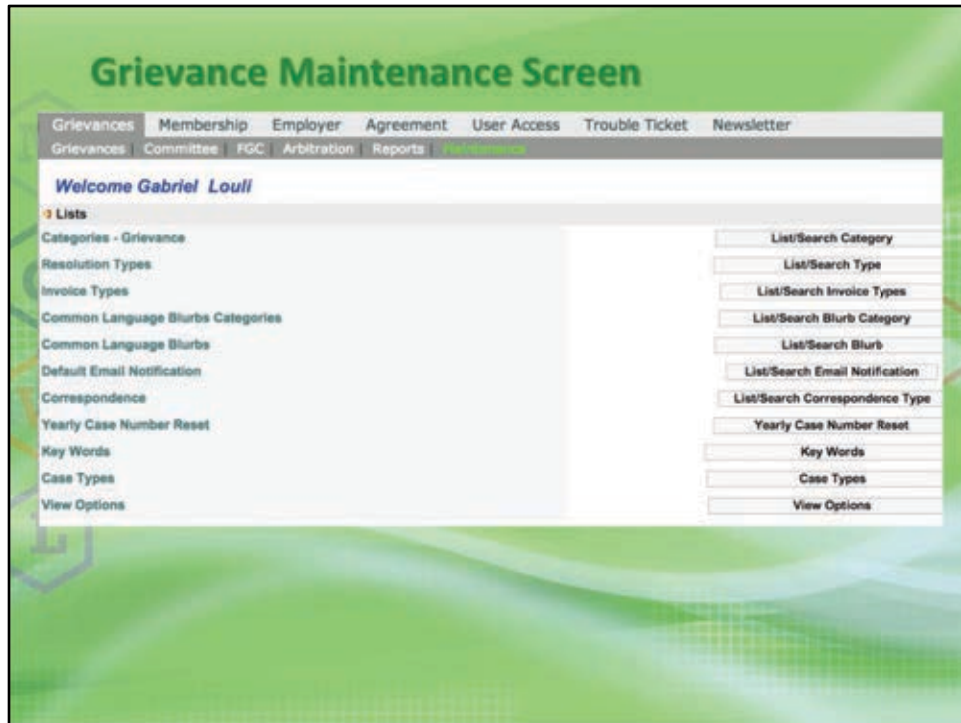 Grievance Maintenance Screen
Grievances Membership Employer Agreement User Access Trouble Ticket Newsletter
Grievances | Committee | FGC | Arbitration | Reports | Maintenance
Welcome Gabriel Louli
Lists
Categories - Grievance List/Search Category
Resolution Types List/Search Type
Invoice Types List/Search Invoice Types
Common Language Blurbs Categories List/Search Blurb Category
Common Language Blurbs List/Search Blurb
Default Email Notification List/Search Email Notification
Correspondence List/Search Correspondence Type
Yearly Case Number Reset Yearly Case Number Reset
Key Words Key Words
Case Types Case Types
View Options View Options